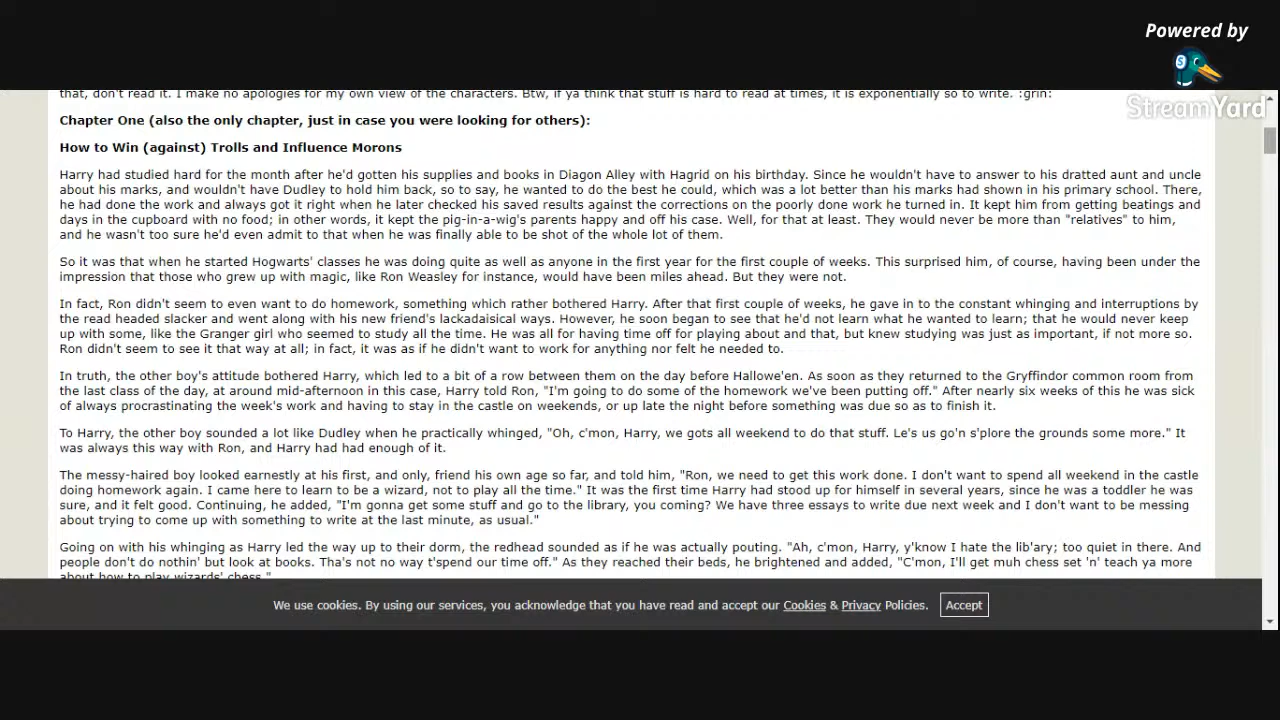 Powered by
StreamYard
that, don't read it. I make no apologies for my own view of the characters. Btw, if ya think that stuff is hard to read at times, it is exponentially so to write. :grin:
Chapter One (also the only chapter, just in case you were looking for others):
How to Win (against) Trolls and Influence Morons
Harry had studied hard for the month after he'd gotten his supplies and books in Diagon Alley with Hagrid on his birthday. Since he wouldn't have to answer to his dratted aunt and uncle
about his marks, and wouldn't have Dudley to hold him back, so to say, he wanted to do the best he could, which was a lot better than his marks had shown in his primary school. There,
he had done the work and always got it right when he later checked his saved results against the corrections on the poorly done work he turned in. It kept him from getting beatings and
days in the cupboard with no food; in other words, it kept the pig-in-a-wig's parents happy and off his case. Well, for that at least. They would never be more than "relatives" to him,
and he wasn't too sure he'd even admit to that when he was finally able to be shot of the whole lot of them.
So it was that when he started Hogwarts' classes he was doing quite as well as anyone in the first year for the first couple of weeks. This surprised him, of course, having been under the
impression that those who grew up with magic, like Ron Weasley for instance, would have been miles ahead. But they were not.
In fact, Ron didn't seem to even want to do homework, something which rather bothered Harry. After that first couple of weeks, he gave in to the constant whinging and interruptions by
the read headed slacker and went along with his new friend's lackadaisical ways. However, he soon began to see that he'd not learn what he wanted to learn; that he would never keep
up with some, like the Granger girl who seemed to study all the time. He was all for having time off for playing about and that, but knew studying was just as important, if not more so.
Ron didn't seem to see it that way at all; in fact, it was as if he didn't want to work for anything nor felt he needed to.
In truth, the other boy's attitude bothered Harry, which led to a bit of a row between them on the day before Hallowe'en. As soon as they returned to the Gryffindor common room from
the last class of the day, at around mid-afternoon in this case, Harry told Ron, "I'm going to do some of the homework we've been putting off." After nearly six weeks of this he was sick
of always procrastinating the week's work and having to stay in the castle on weekends, or up late the night before something was due so as to finish it.
To Harry, the other boy sounded a lot like Dudley when he practically whinged, "Oh, c'mon, Harry, we gots all weekend to do that stuff. Le's us go'n s'plore the grounds some more." It
was always this way with Ron, and Harry had had enough of it.
The messy-haired boy looked earnestly at his first, and only, friend his own age so far, and told him, "Ron, we need to get this work done. I don't want to spend all weekend in the castle
doing homework again. I came here to learn to be a wizard, not to play all the time." It was the first time Harry had stood up for himself in several years, since he was a toddler he was
sure, and it felt good. Continuing, he added, "I'm gonna get some stuff and go to the library, you coming? We have three essays to write due next week and I don't want to be messing
about trying to come up with something to write at the last minute, as usual."
Going on with his whinging as Harry led the way up to their dorm, the redhead sounded as if he was actually pouting. "Ah, c'mon, Harry, y'know I hate the lib'ary; too quiet in there. And
people don't do nothin' but look at books. Tha's not no way t'spend our time off." As they reached their beds, he brightened and added, "C'mon, I'll get muh chess set 'n' teach ya more
about how to play wizards' chess."
We use cookies. By using our services, you acknowledge that you have read and accept our Cookies & Privacy Policies.
Accept